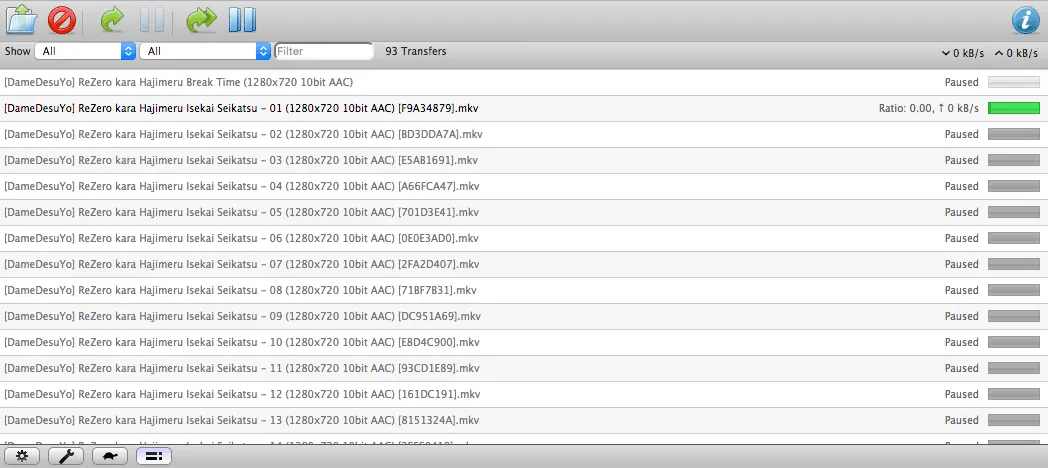 Show All All Filter 93 Transfers 0 kB/s 0 kB/s
[DameDesuYo] ReZero kara Hajimeru Break Time (1280x720 10bit AAC) Paused
[DameDesuYo] ReZero kara Hajimeru Isekai Seikatsu - 01 (1280x720 10bit AAC) [F9A34879].mkv Ratio: 0.00, ↑ 0 kB/s
[DameDesuYo] ReZero kara Hajimeru Isekai Seikatsu - 02 (1280x720 10bit AAC) [BD3DDA7A].mkv Paused
[DameDesuYo] ReZero kara Hajimeru Isekai Seikatsu - 03 (1280x720 10bit AAC) [E5AB1691].mkv Paused
[DameDesuYo] ReZero kara Hajimeru Isekai Seikatsu - 04 (1280x720 10bit AAC) [A66FCA47].mkv Paused
[DameDesuYo] ReZero kara Hajimeru Isekai Seikatsu - 05 (1280x720 10bit AAC) [701D3E41].mkv Paused
[DameDesuYo] ReZero kara Hajimeru Isekai Seikatsu - 06 (1280x720 10bit AAC) [0E0E3AD0].mkv Paused
[DameDesuYo] ReZero kara Hajimeru Isekai Seikatsu - 07 (1280x720 10bit AAC) [2FA2D407].mkv Paused
[DameDesuYo] ReZero kara Hajimeru Isekai Seikatsu - 08 (1280x720 10bit AAC) [71BF7B31].mkv Paused
[DameDesuYo] ReZero kara Hajimeru Isekai Seikatsu - 09 (1280x720 10bit AAC) [DC951A69].mkv Paused
[DameDesuYo] ReZero kara Hajimeru Isekai Seikatsu - 10 (1280x720 10bit AAC) [E8D4C900].mkv Paused
[DameDesuYo] ReZero kara Hajimeru Isekai Seikatsu - 11 (1280x720 10bit AAC) [93CD1E89].mkv Paused
[DameDesuYo] ReZero kara Hajimeru Isekai Seikatsu - 12 (1280x720 10bit AAC) [161DC191].mkv Paused
[DameDesuYo] ReZero kara Hajimeru Isekai Seikatsu - 13 (1280x720 10bit AAC) [8151324A].mkv Paused